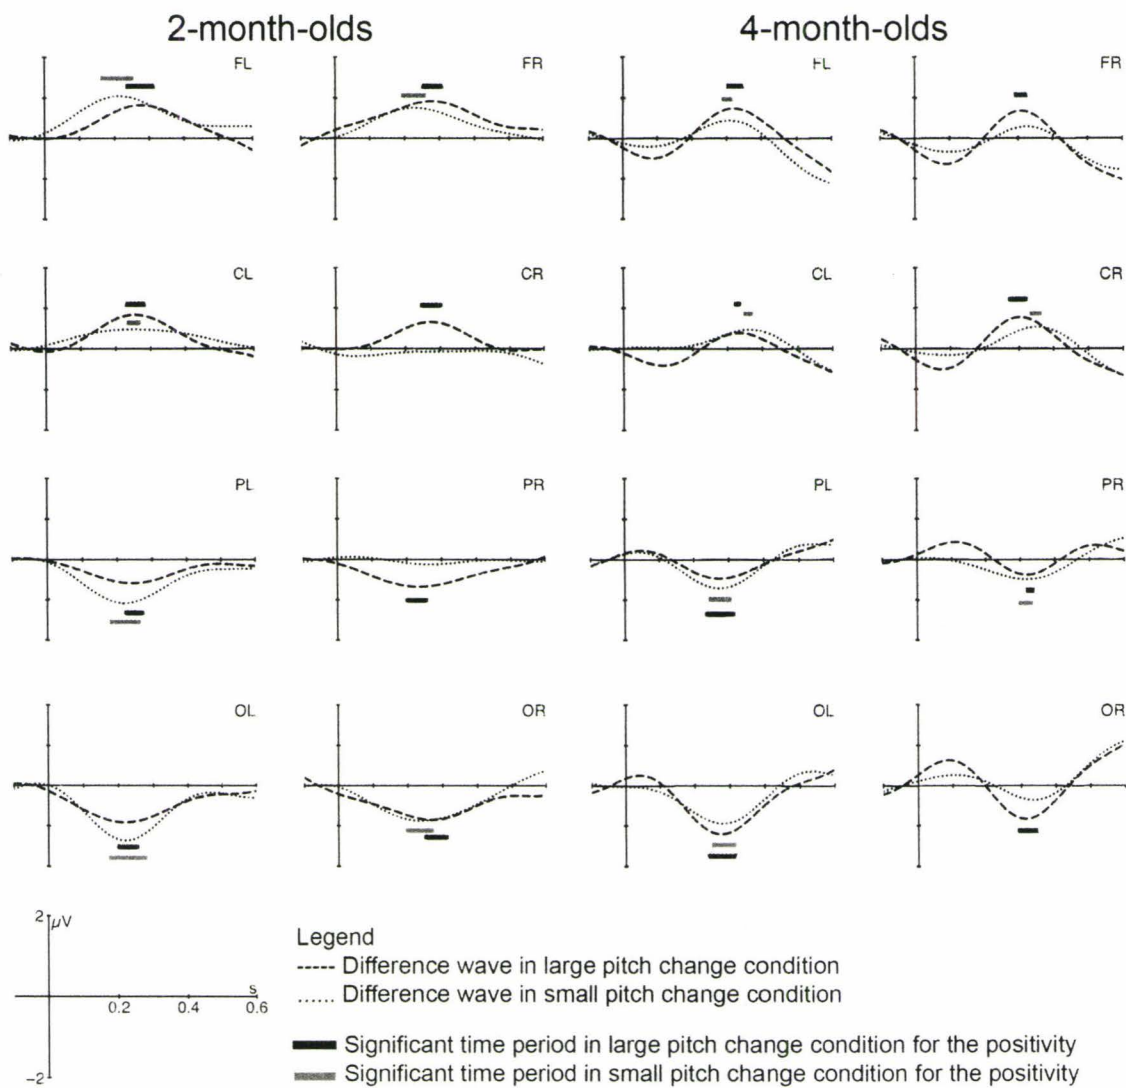 2-month-olds 4-month-olds
FL FR FL FR
CL CR CL CR
PL PR PL PR
OL OR OL OR
2 μV
s
0.2 0.4 0.6
-2
Legend
Difference wave in large pitch change condition
Difference wave in small pitch change condition
Significant time period in large pitch change condition for the positivity
Significant time period in small pitch change condition for the positivity